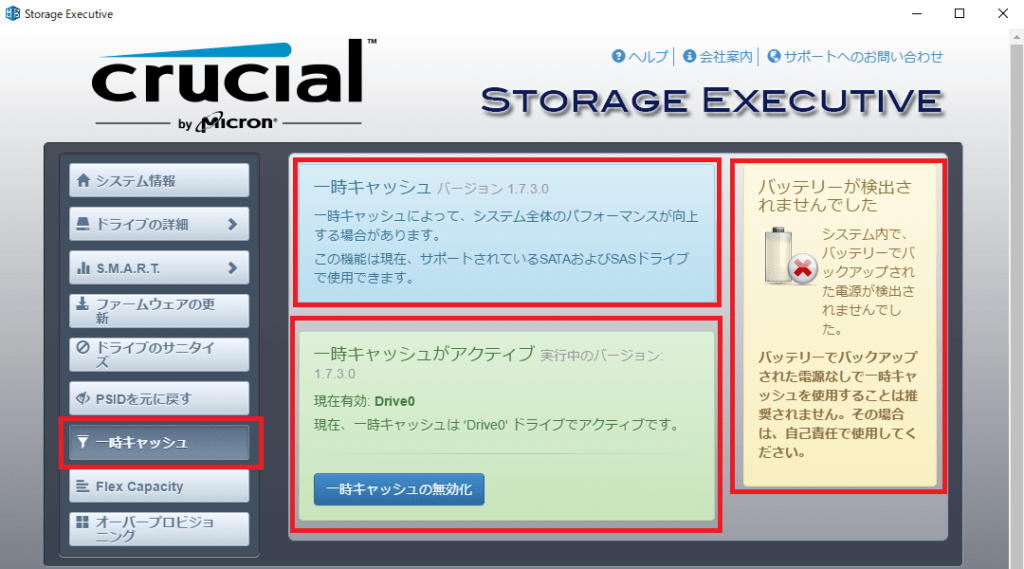 Storage Executive
crucial™
by Micron®
ヘルプ
会社案内
サポートへのお問い合わせ
STORAGE EXECUTIVE
システム情報
ドライブの詳細
S.M.A.R.T.
ファームウェアの更
新
ドライブのサニタイ
ズ
PSIDを元に戻す
一時キャッシュ
Flex Capacity
オーバープロビジョ
ニング
一時キャッシュ バージョン 1.7.3.0
一時キャッシュによって、システム全体のパフォーマンスが向上
する場合があります。
この機能は現在、サポートされているSATAおよびSASドライブ
で使用できます。
一時キャッシュがアクティブ 実行中のバージョン:
1.7.3.0
現在有効: Drive0
現在、一時キャッシュは 'Drive0' ドライブでアクティブです。
一時キャッシュの無効化
バッテリーが検出さ
れませんでした
システム内で、
バッテリーでバ
ックアップされ
た電源が検出さ
れませんでし
た。
バッテリーでバックアップ
された電源なしで一時キャ
ッシュを使用することは推
奨されません。その場合
は、自己責任で使用してく
ださい。